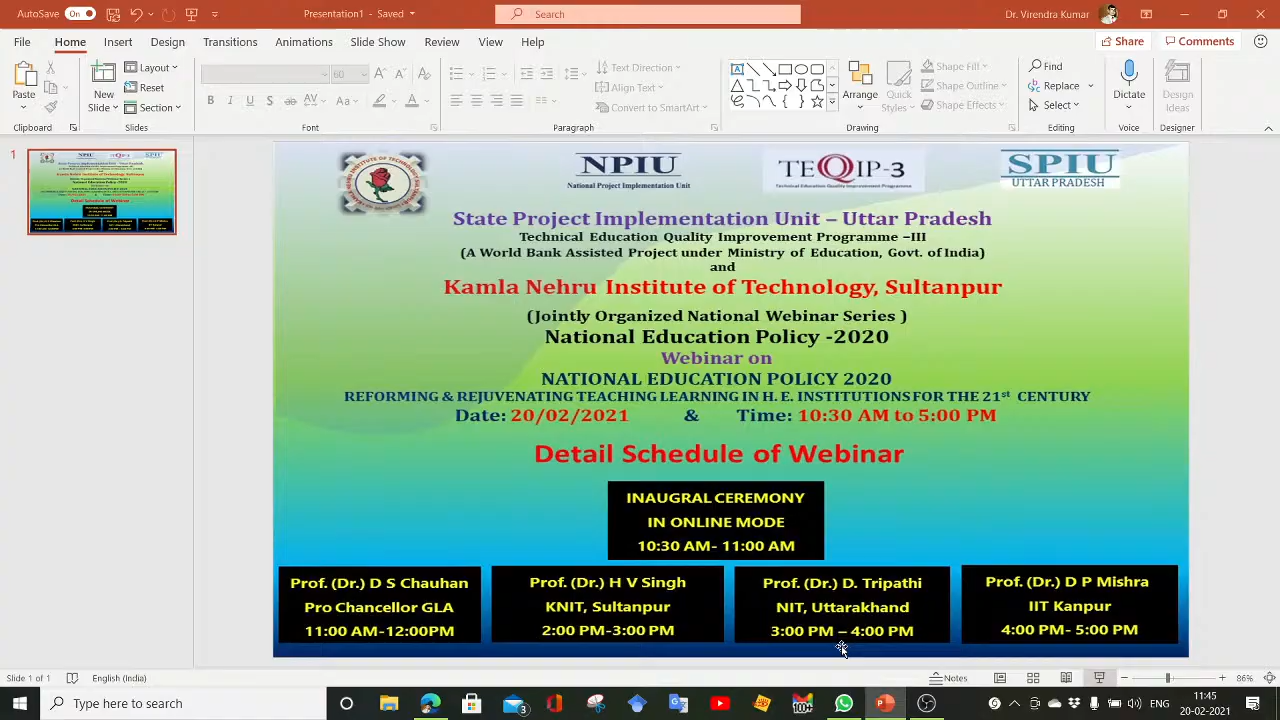 AutoSave On
Search
Dr. Virendra Kumar
File Home Insert Draw Design Transitions Animations Slide Show Review View Help
Share Comments
Paste
Clipboard
New Slide
Layout
Reset
Section
Slides
60
Font
Text Direction
Align Text
Convert to SmartArt
Paragraph
Arrange
Quick Styles
Shape Fill
Shape Outline
Shape Effects
Drawing
Find
Replace
Select
Editing
Dictate
Voice
Design Ideas
Designer
1
NPIU
National Project Implementation Unit
TEQIP-3
Technical Education Quality Improvement Programme
SPIU
UTTAR PRADESH
State Project Implementation Unit – Uttar Pradesh
Technical Education Quality Improvement Programme –III
(A World Bank Assisted Project under Ministry of Education, Govt. of India)
and
Kamla Nehru Institute of Technology, Sultanpur
(Jointly Organized National Webinar Series )
National Education Policy -2020
Webinar on
NATIONAL EDUCATION POLICY 2020
REFORMING & REJUVENATING TEACHING LEARNING IN H. E. INSTITUTIONS FOR THE 21st CENTURY
Date: 20/02/2021 & Time: 10:30 AM to 5:00 PM
Detail Schedule of Webinar
INAUGRAL CEREMONY
IN ONLINE MODE
10:30 AM- 11:00 AM
Prof. (Dr.) D S Chauhan
Pro Chancellor GLA
11:00 AM-12:00PM
Prof. (Dr.) H V Singh
KNIT, Sultanpur
2:00 PM-3:00 PM
Prof. (Dr.) D. Tripathi
NIT, Uttarakhand
3:00 PM – 4:00 PM
Prof. (Dr.) D P Mishra
IIT Kanpur
4:00 PM- 5:00 PM
Slide 1 of 1 English (India)
Notes
86%
Type here to search
3
100+
11:45
20-02-2021